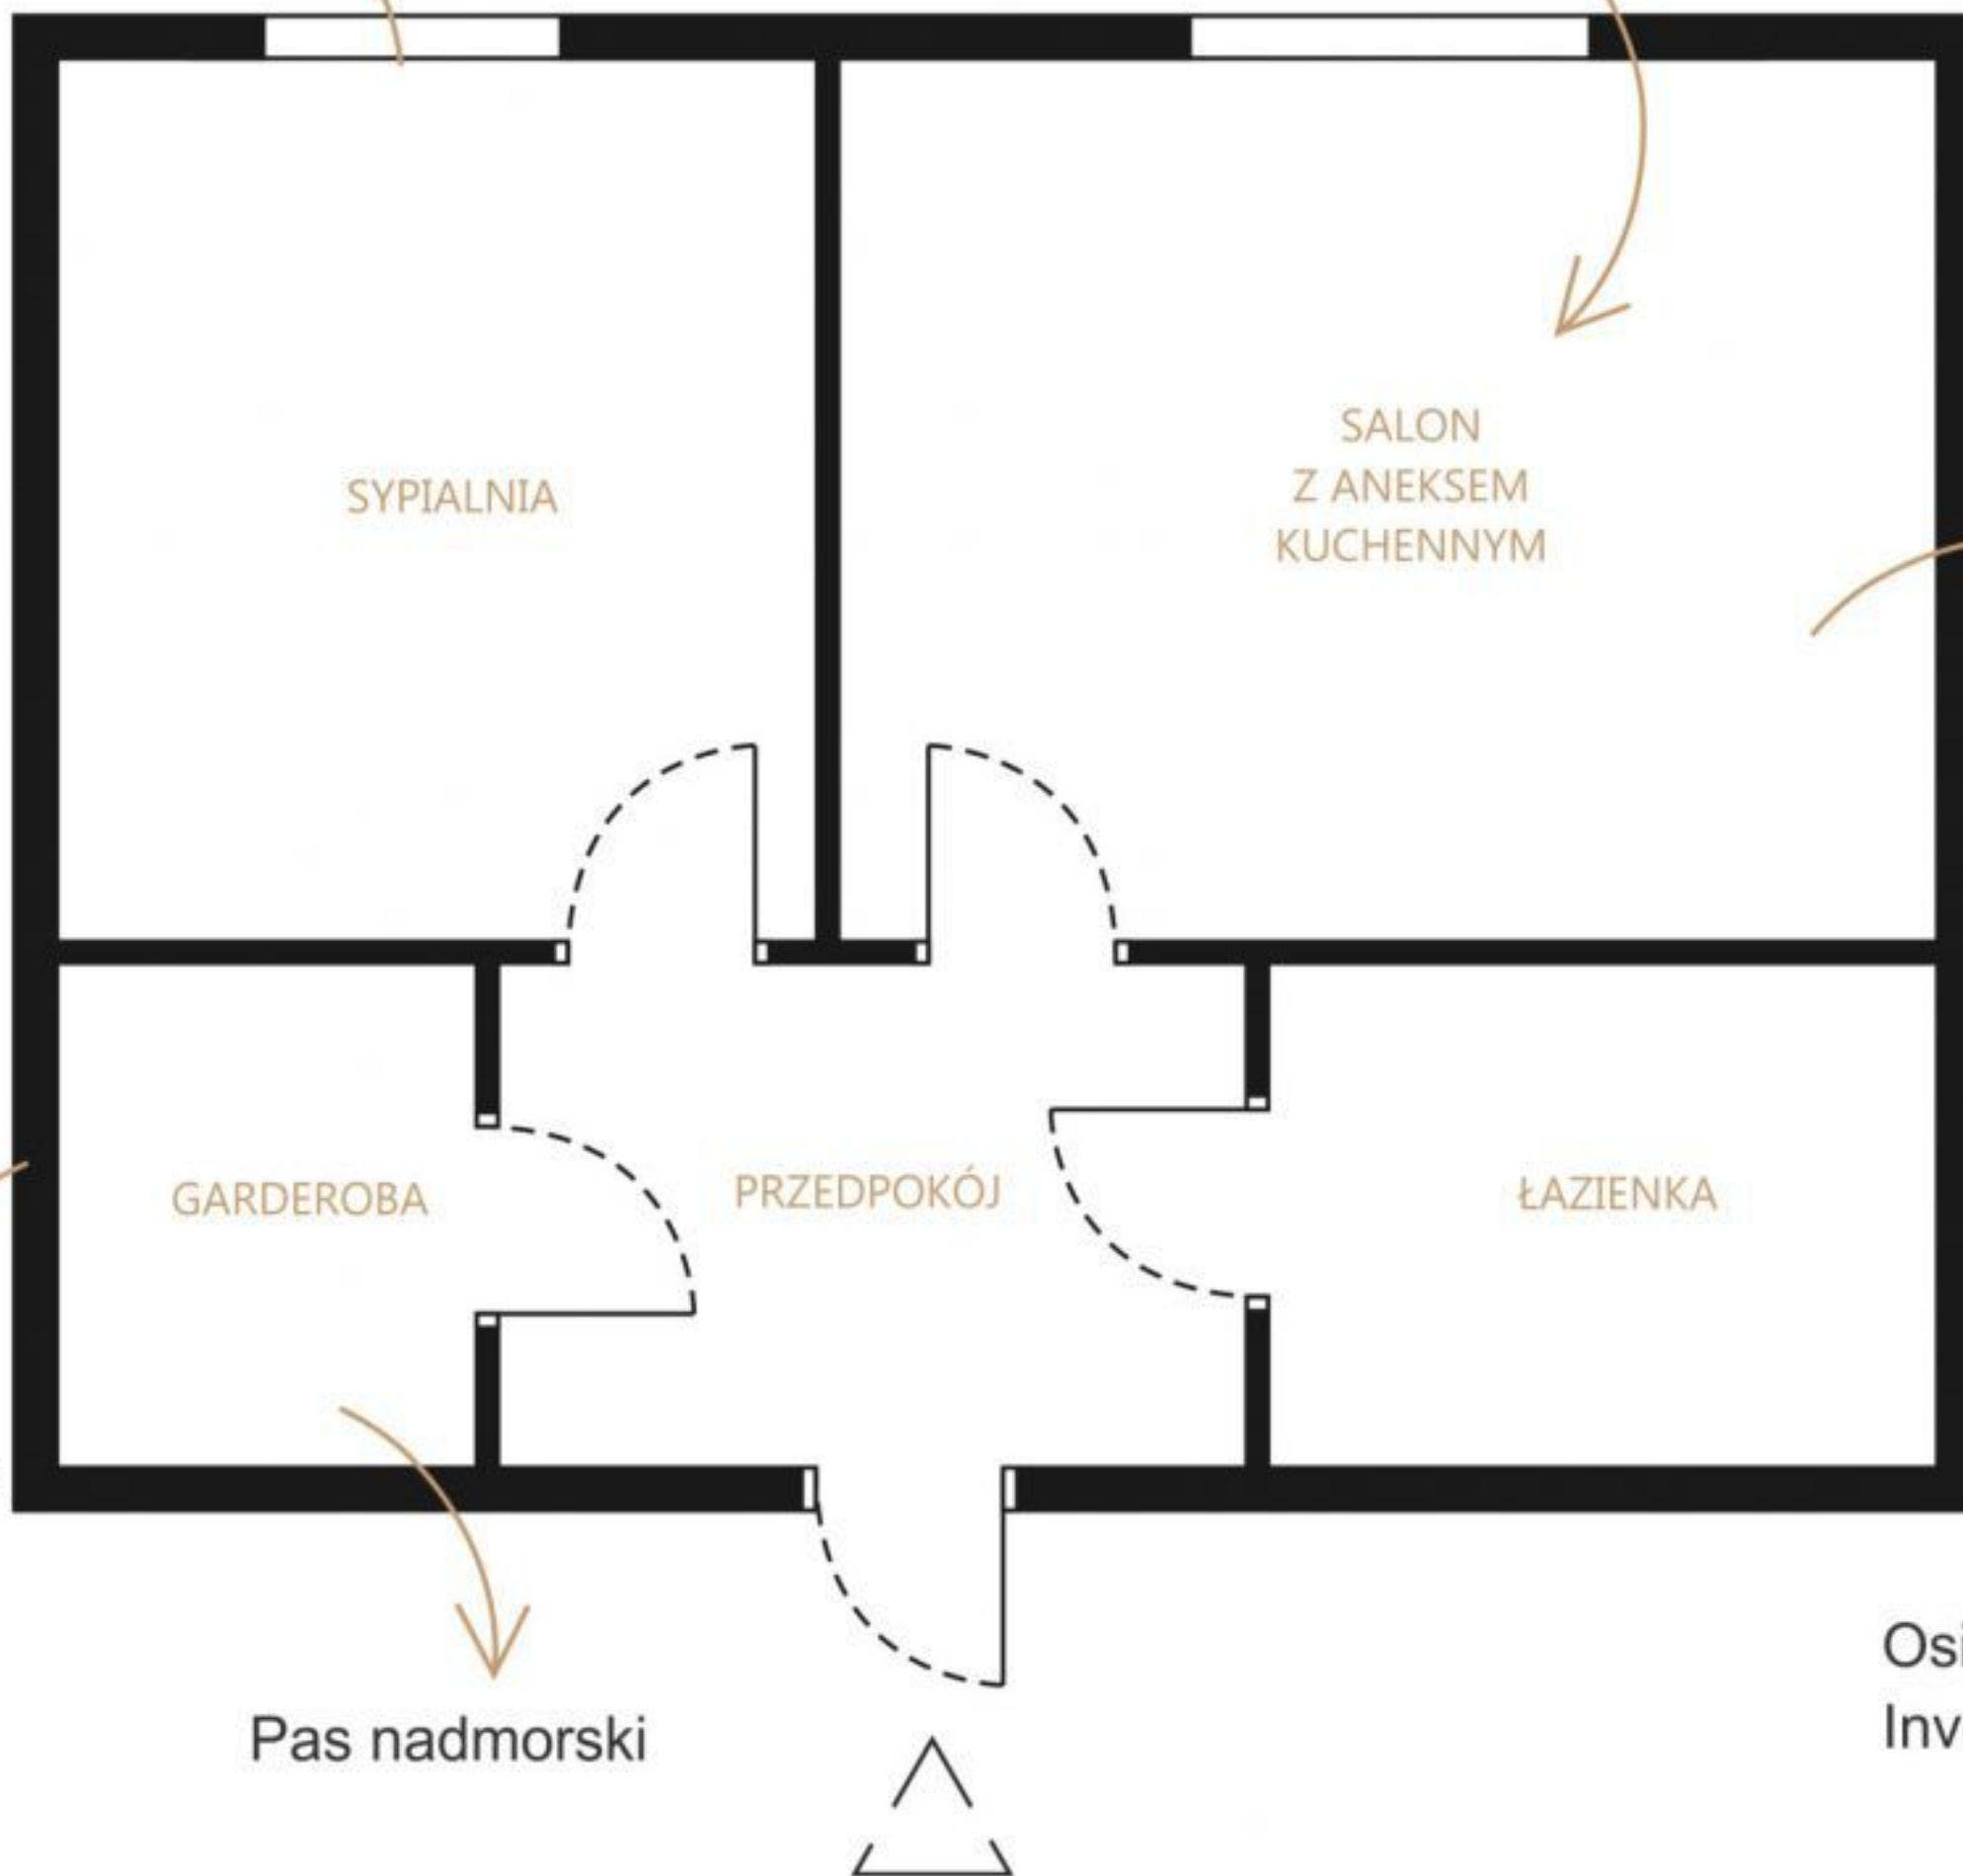 SYPIALNIA
SALON
Z ANEKSEM
KUCHENNYM
GARDEROBA
PRZEDPOKÓJ
ŁAZIENKA
Pas nadmorski